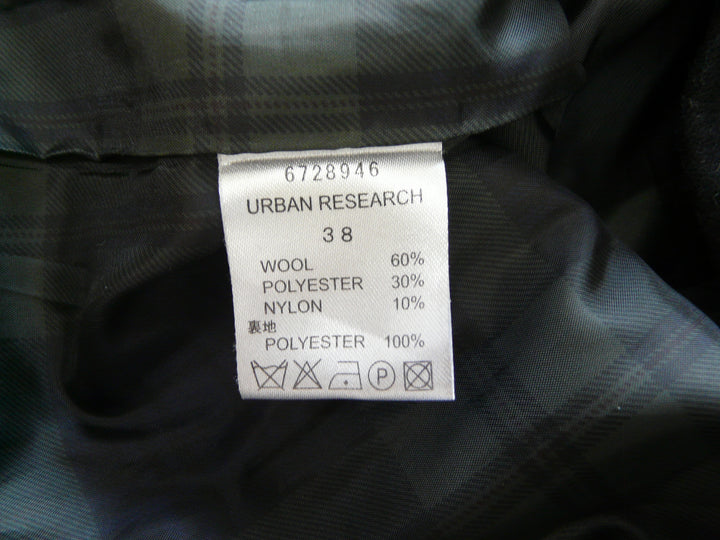 6728946
URBAN RESEARCH
38
WOOL 60%
POLYESTER 30%
NYLON 10%
裏地
POLYESTER 100%
P